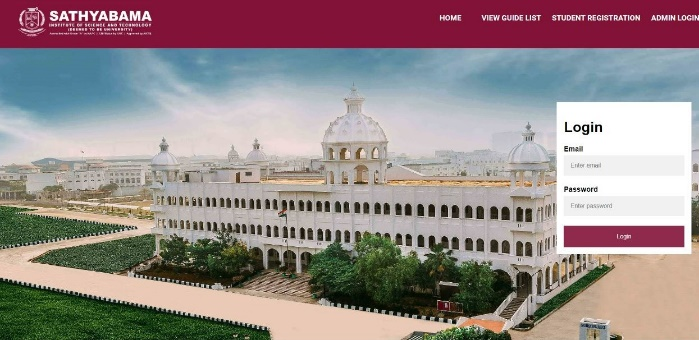 SATHYABAMA
INSTITUTE OF SCIENCE AND TECHNOLOGY
(DEEMED TO BE UNIVERSITY)
HOME VIEW GUIDE LIST STUDENT REGISTRATION ADMIN LOGIN
Login
Email
Enter email
Password
Enter password
Login